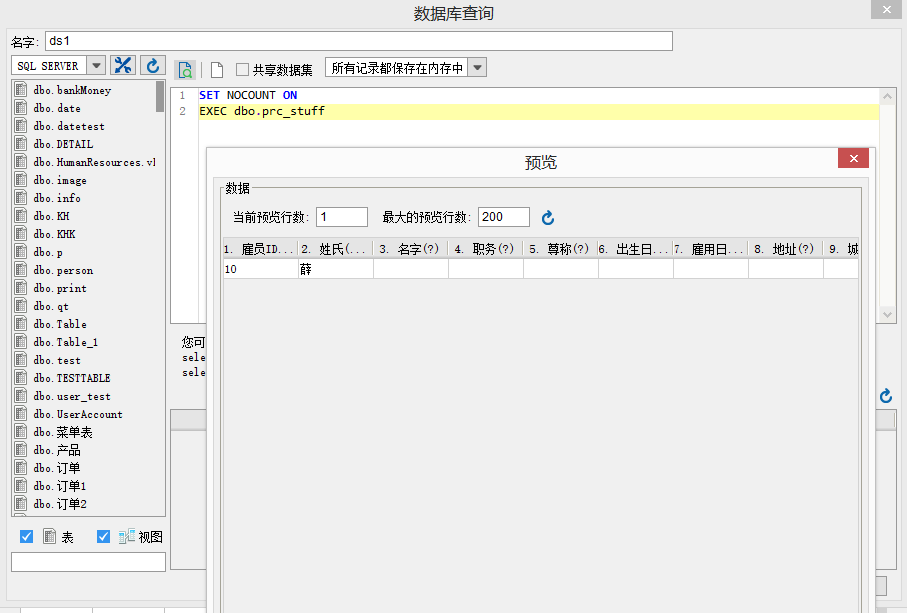 数据库查询
名字: ds1
SQL SERVER
共享数据集
所有记录都保存在内存中
dbo.bankMoney
dbo.date
dbo.datetest
dbo.DETAIL
dbo.HumanResources.vl
dbo.image
dbo.info
dbo.KH
dbo.KHK
dbo.p
dbo.person
dbo.print
dbo.qt
dbo.Table
dbo.Table_1
dbo.test
dbo.TESTTABLE
dbo.user_test
dbo.UserAccount
dbo.菜单表
dbo.产品
dbo.订单
dbo.订单1
dbo.订单2
表 视图
1 SET NOCOUNT ON
2 EXEC dbo.prc_stuff
您可
sele
sele
预览
数据
当前预览行数: 1 最大的预览行数: 200
1. 雇员ID... 2. 姓氏(... 3. 名字(?) 4. 职务(?) 5. 尊称(?) 6. 出生日... 7. 雇用日... 8. 地址(?) 9. 城
10 薛